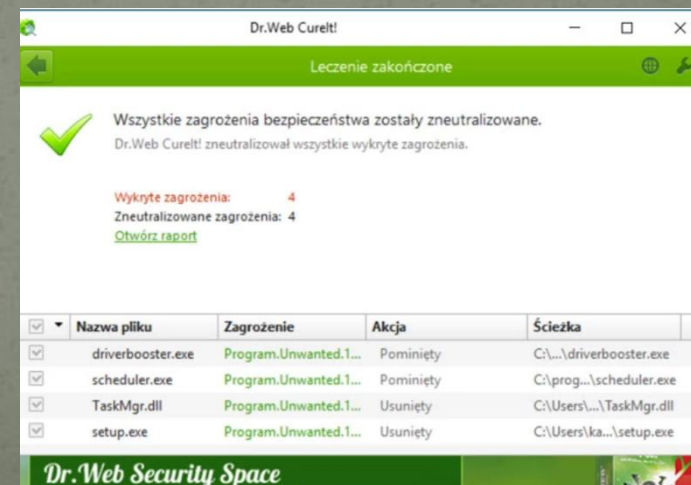 Dr.Web CureIt!
Leczenie zakończone
Wszystkie zagrożenia bezpieczeństwa zostały zneutralizowane.
Dr.Web CureIt! zneutralizował wszystkie wykryte zagrożenia.
Wykryte zagrożenia: 4
Zneutralizowane zagrożenia: 4
Otwórz raport
Nazwa pliku Zagrożenie Akcja Ścieżka
driverbooster.exe Program.Unwanted.1... Pominięty C:\...\driverbooster.exe
scheduler.exe Program.Unwanted.1... Pominięty C:\prog...\scheduler.exe
TaskMgr.dll Program.Unwanted.1... Usunięty C:\Users\...\TaskMgr.dll
setup.exe Program.Unwanted.1... Usunięty C:\Users\ka...\setup.exe
Dr.Web Security Space